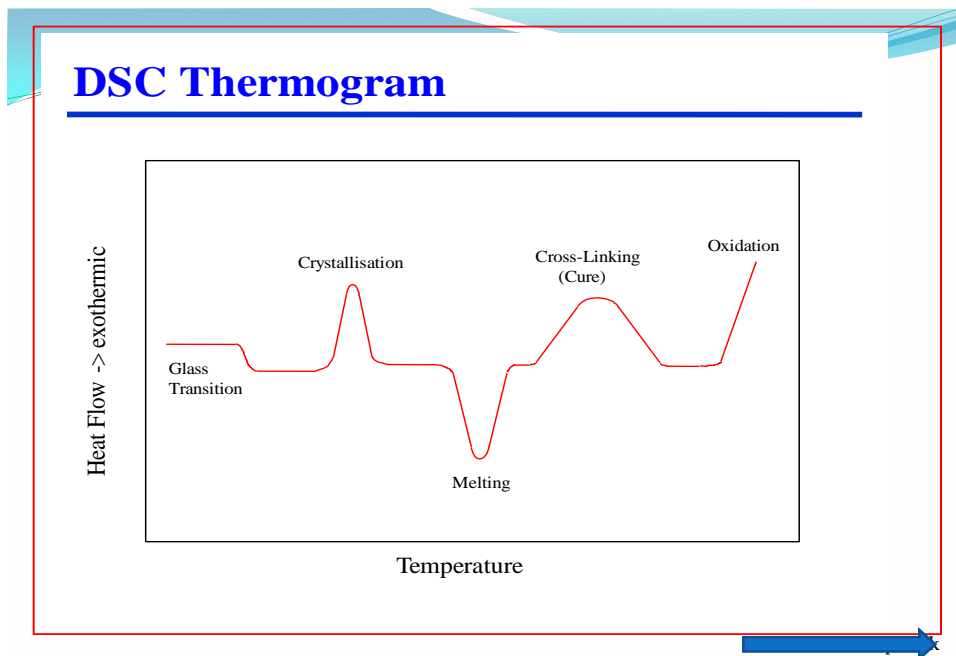 DSC Thermogram
Heat Flow -> exothermic
Crystallisation
Cross-Linking
(Cure)
Oxidation
Glass
Transition
Melting
Temperature